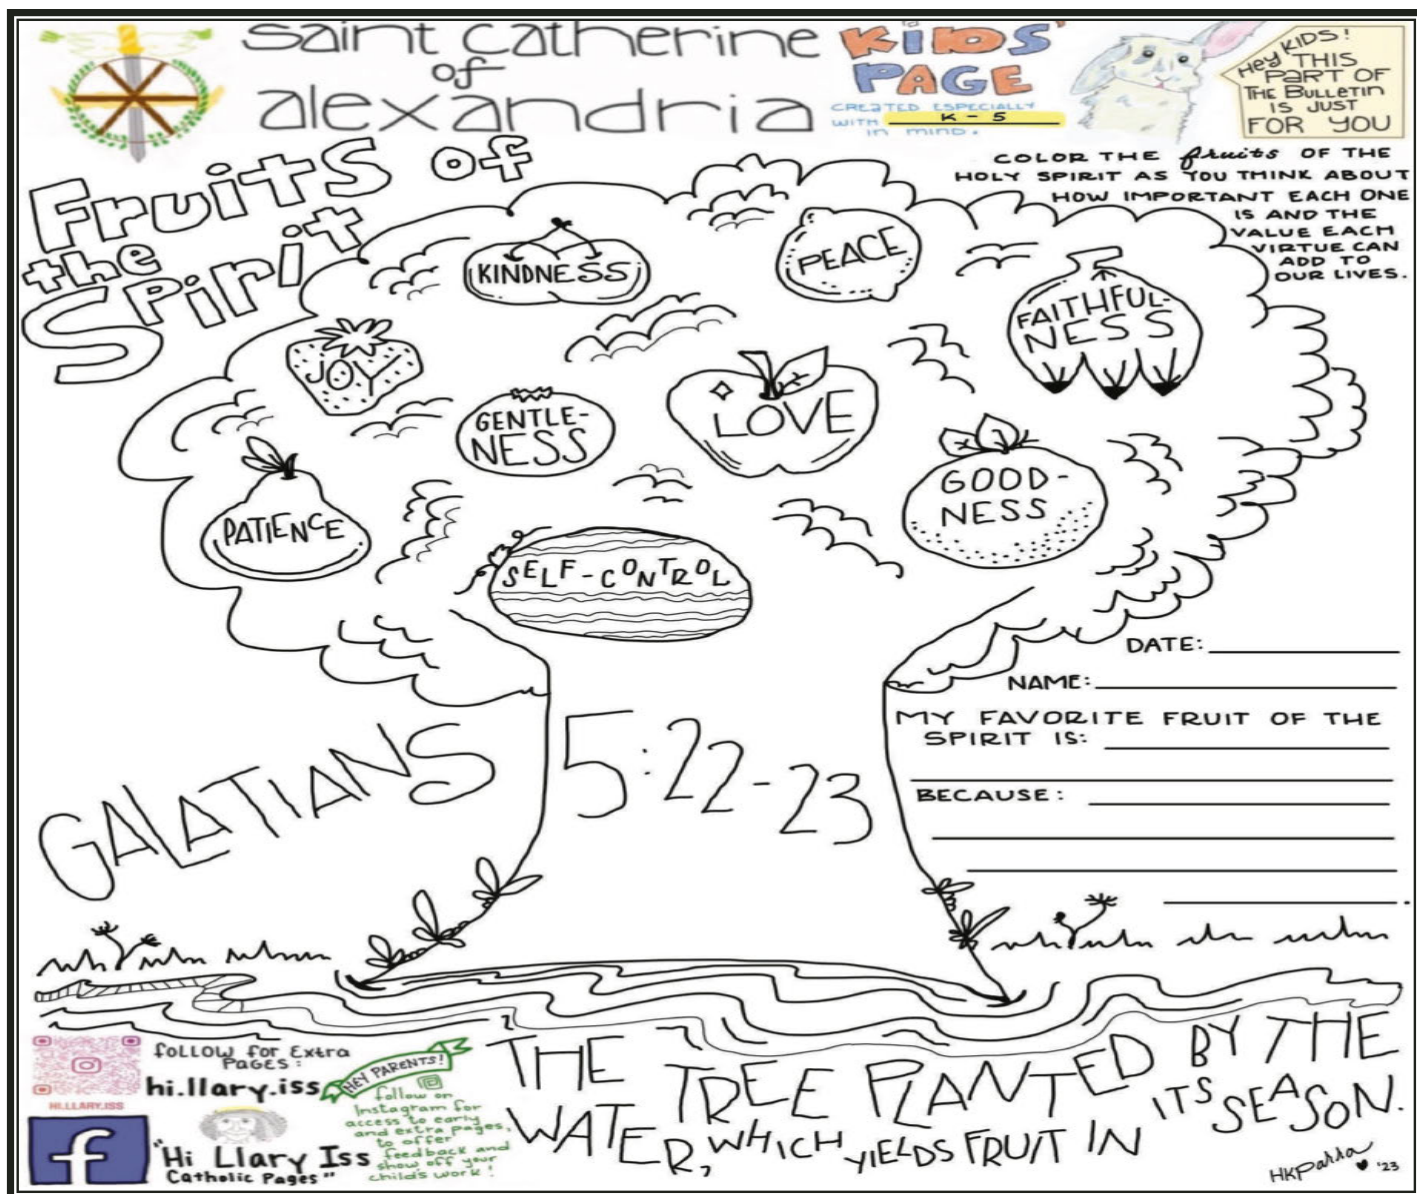 Saint Catherine
of
Alexandria
KIDS'
PAGE
CREATED ESPECIALLY
WITH K - 5
IN MIND.
Hey KIDS!
THIS
PART OF
THE BULLETIN
IS JUST
FOR YOU
Fruits of
the
Spirit
COLOR THE fruits OF THE
HOLY SPIRIT AS YOU THINK ABOUT
HOW IMPORTANT EACH ONE
IS AND THE
VALUE EACH
VIRTUE CAN
ADD TO
OUR LIVES.
KINDNESS
PEACE
FAITHFUL-
NESS
JOY
GENTLE-
NESS
LOVE
GOOD-
NESS
PATIENCE
SELF-CONTROL
DATE:
NAME:
MY FAVORITE FRUIT OF THE
SPIRIT IS:
BECAUSE:
.
GALATIANS 5:22-23
FOLLOW for Extra
PAGES:
hi.llary.iss
HI.LLARY.ISS
HEY PARENTS!
follow on
Instagram for
access to early
and extra pages,
to offer
feedback and
show off your
child's work!
f
"Hi Llary Iss
Catholic Pages"
THE TREE PLANTED BY THE
WATER, WHICH YIELDS FRUIT IN ITS SEASON.
HKParra '23